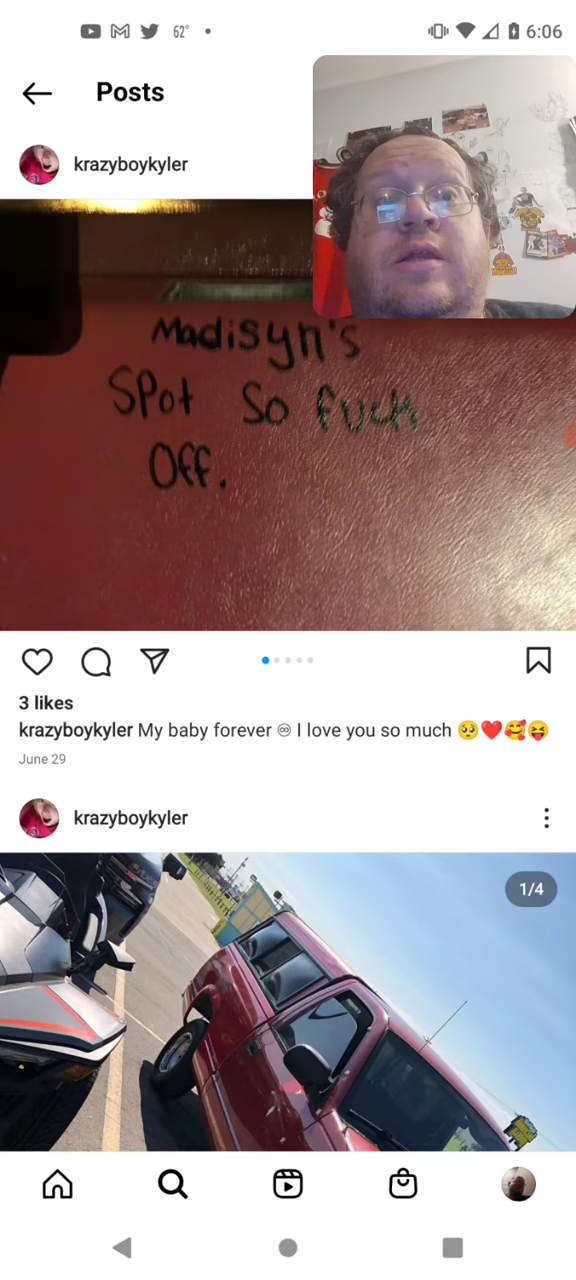 62°
6:06
Posts
krazyboykyler
Madisyn's
SPot So fuck
Off.
3 likes
krazyboykyler My baby forever ♾ I love you so much 🥺❤️🥰😝
June 29
krazyboykyler
1/4